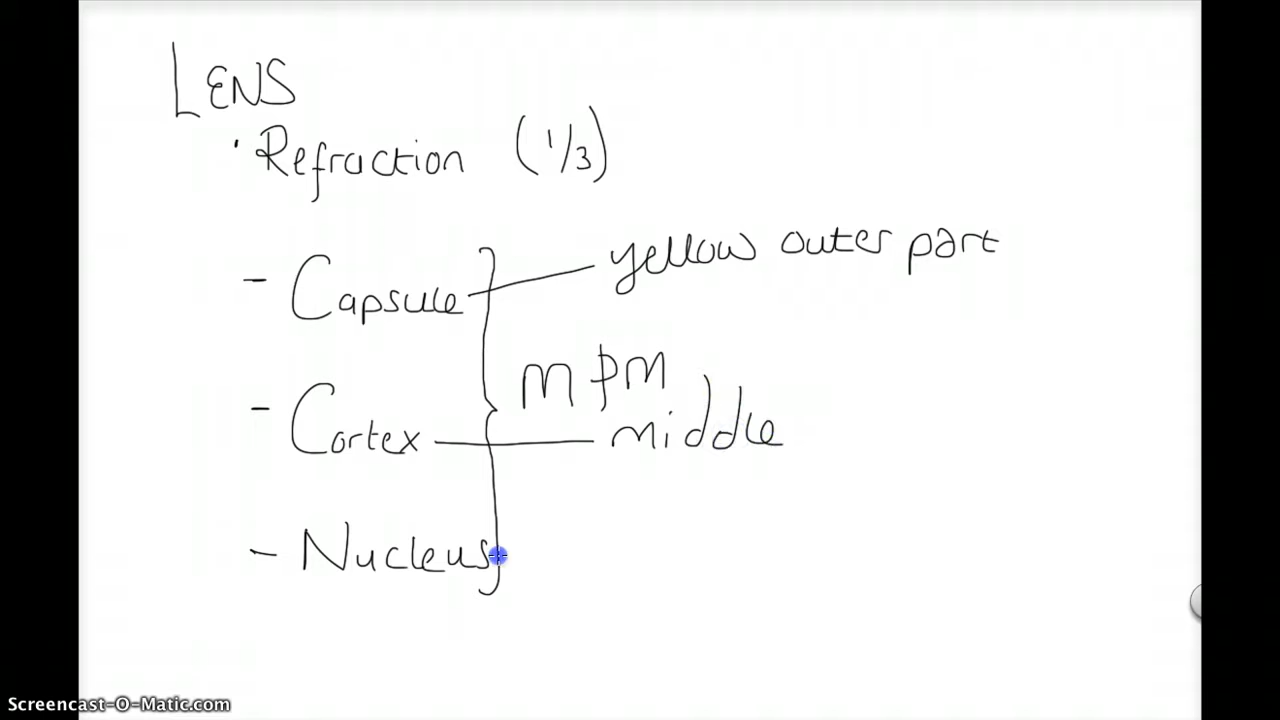 LENS
· Refraction (1/3)
- Capsule yellow outer part
MPM
- Cortex middle
- Nucleus
Screencast-O-Matic.com